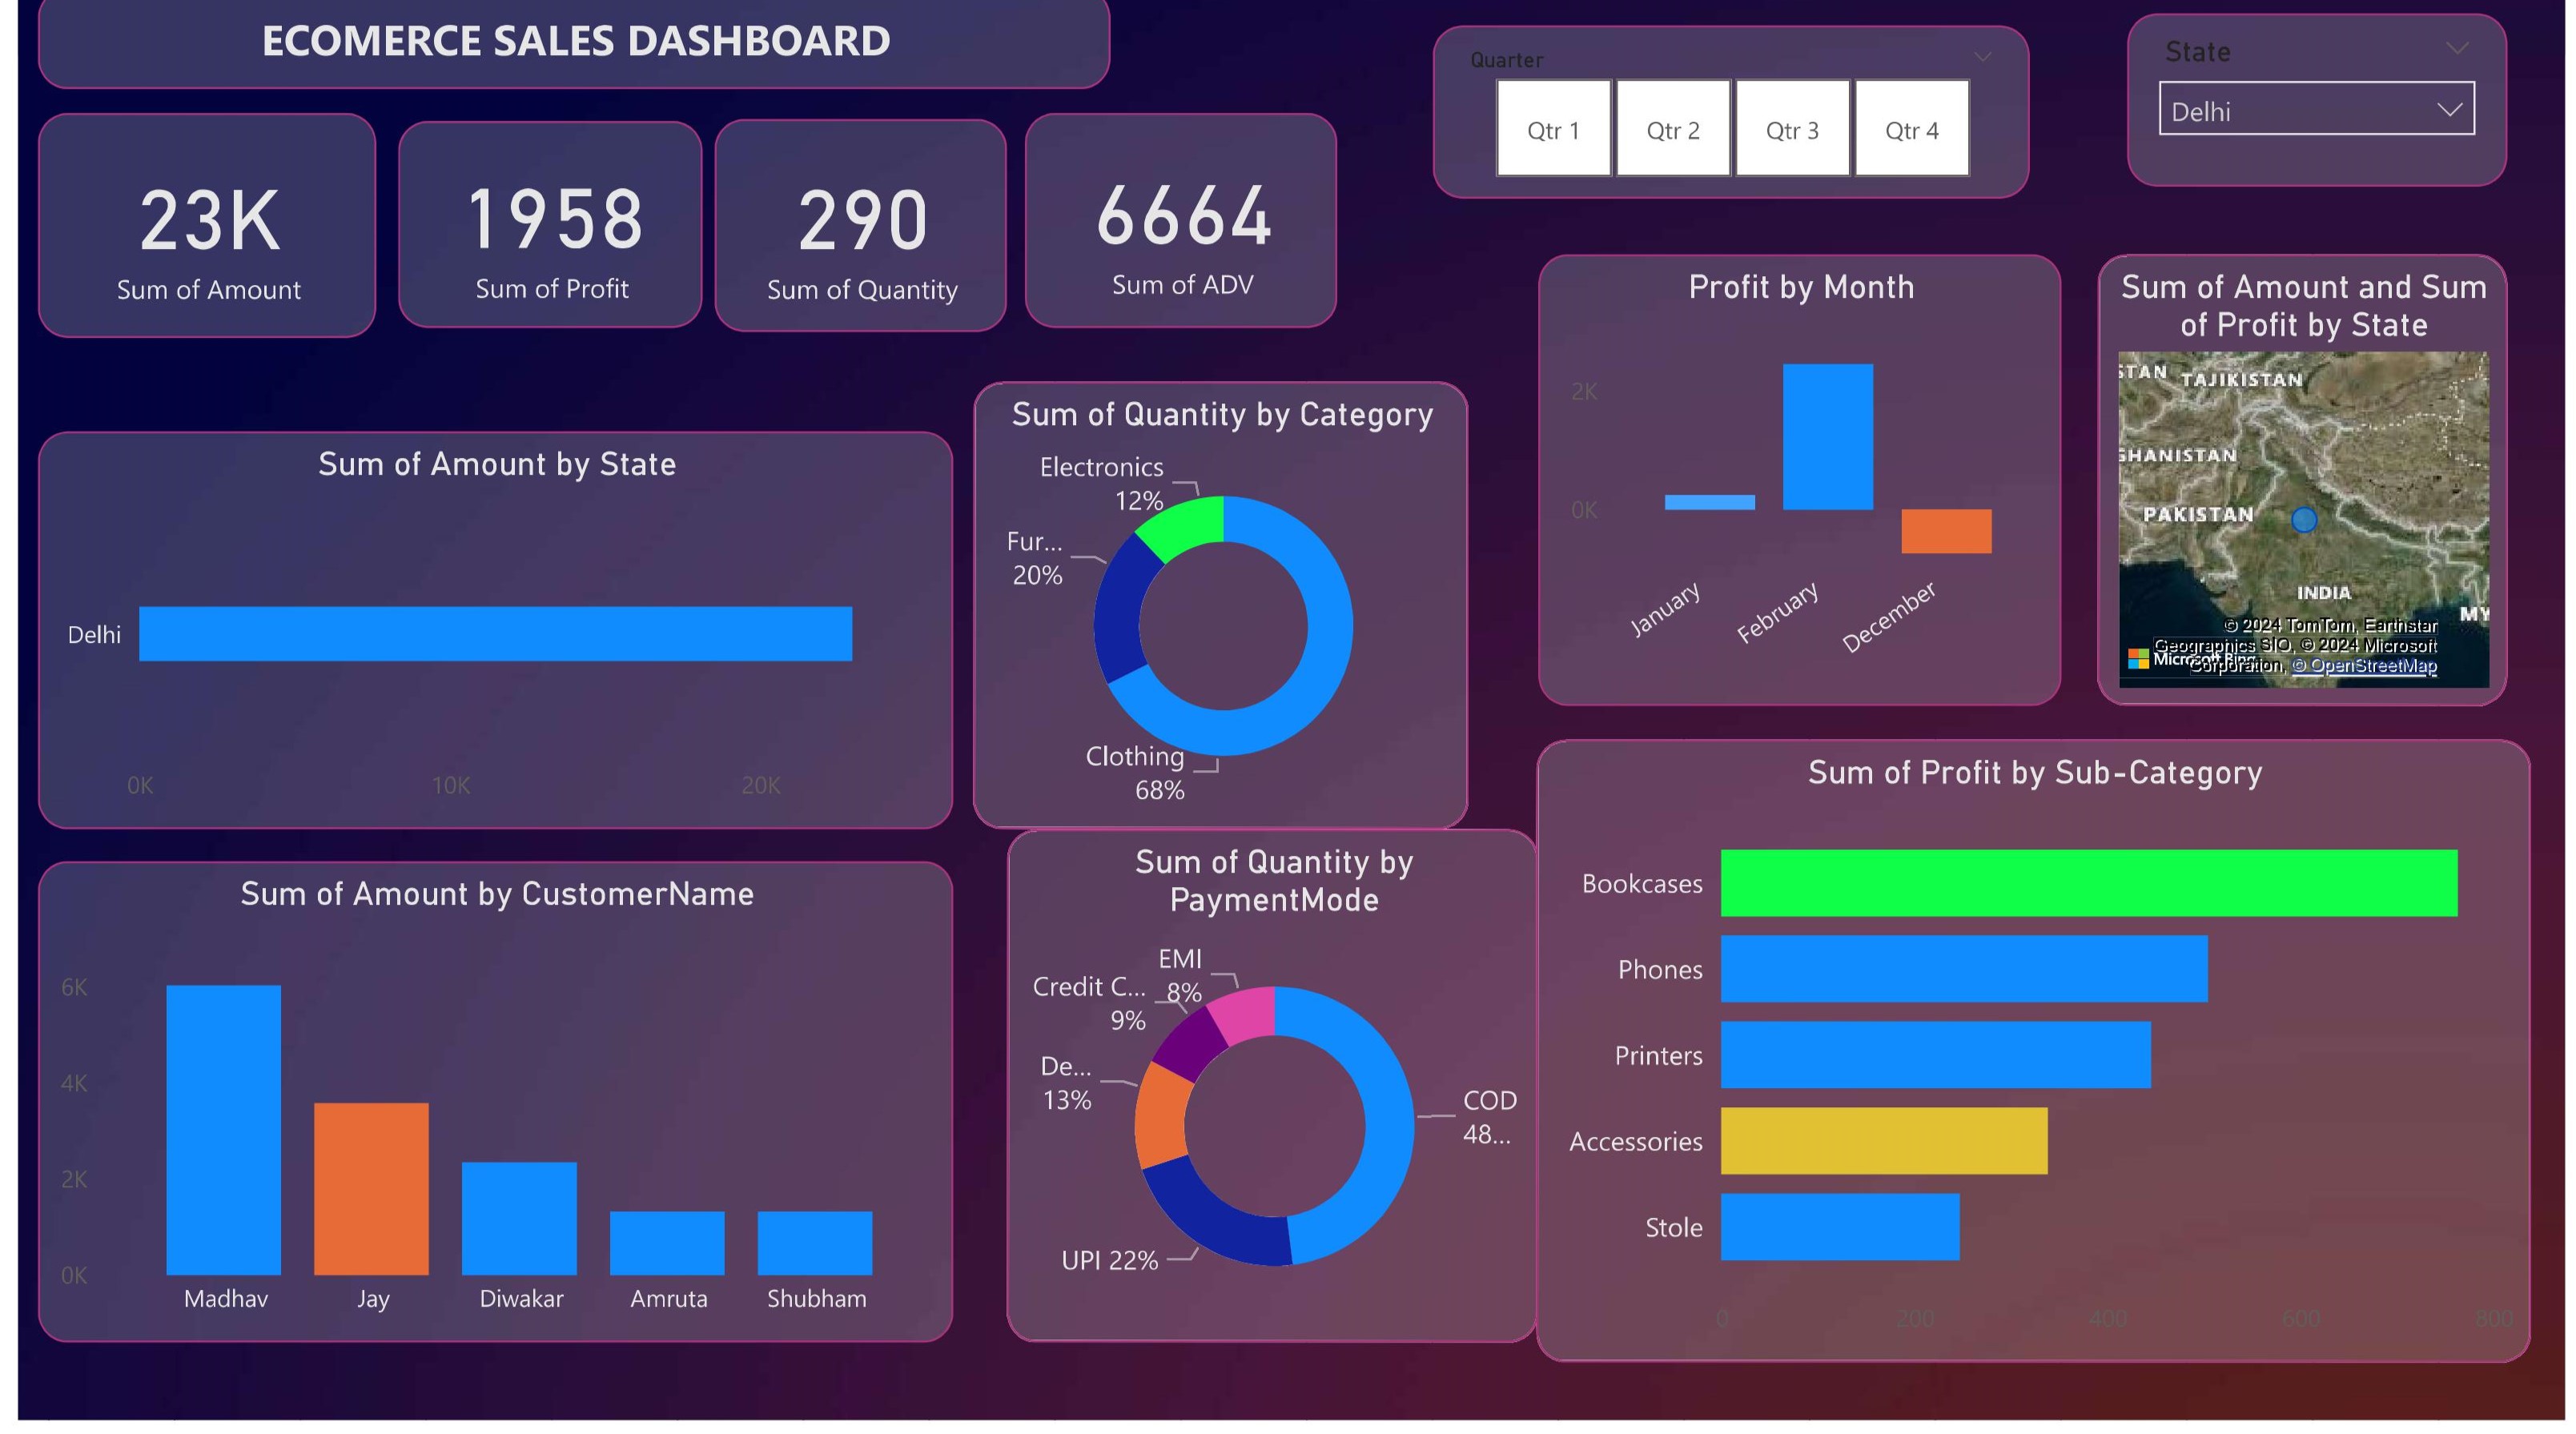 ECOMERCE SALES DASHBOARD
Quarter
Qtr 1
Qtr 2
Qtr 3
Qtr 4
State
Delhi
23K
Sum of Amount
1958
Sum of Profit
290
Sum of Quantity
6664
Sum of ADV
Sum of Amount by State
Delhi
0K
10K
20K
Sum of Quantity by Category
Electronics
12%
Fur...
20%
Clothing
68%
Profit by Month
2K
0K
January
February
December
Sum of Amount and Sum
of Profit by State
STAN
TAJIKISTAN
GHANISTAN
PAKISTAN
INDIA
MY
© 2024 TomTom, Earthstar
Geographics SIO, © 2024 Microsoft
Corporation, © OpenStreetMap
Microsoft Bing
Sum of Amount by CustomerName
6K
4K
2K
0K
Madhav
Jay
Diwakar
Amruta
Shubham
Sum of Quantity by
PaymentMode
EMI
8%
Credit C...
9%
De...
13%
UPI 22%
COD
48...
Sum of Profit by Sub-Category
Bookcases
Phones
Printers
Accessories
Stole
0
200
400
600
800